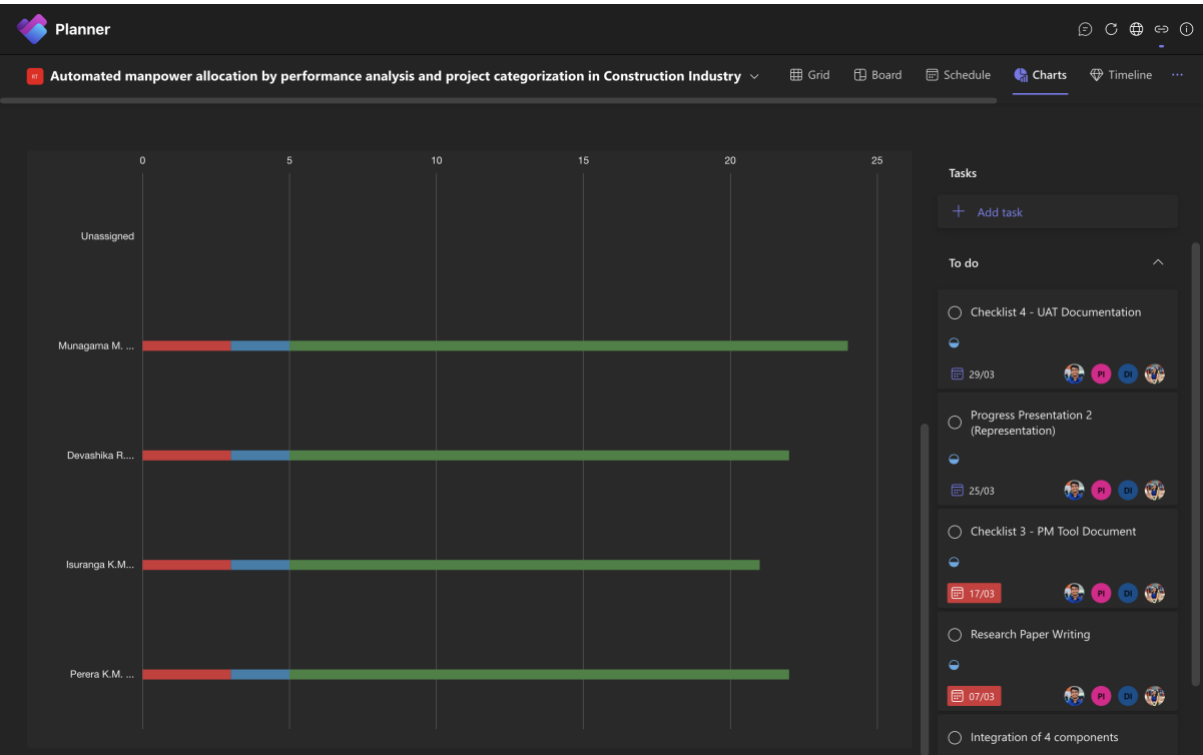 Planner
RT
Automated manpower allocation by performance analysis and project categorization in Construction Industry
Grid
Board
Schedule
Charts
Timeline
0
5
10
15
20
25
Unassigned
Munagama M. ...
Devashika R....
Isuranga K.M...
Perera K.M. ...
Tasks
Add task
To do
Checklist 4 - UAT Documentation
29/03
PI
DI
Progress Presentation 2
(Representation)
25/03
PI
DI
Checklist 3 - PM Tool Document
17/03
PI
DI
Research Paper Writing
07/03
PI
DI
Integration of 4 components